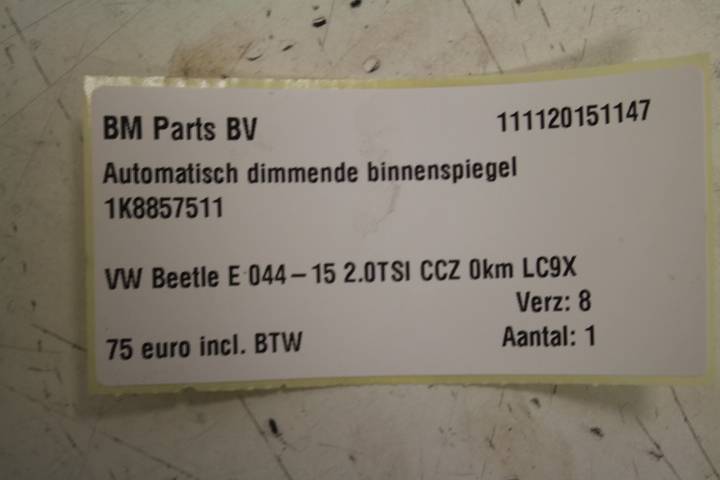 BM Parts BV 111120151147
Automatisch dimmende binnenspiegel
1K8857511
VW Beetle E 044-15 2.0TSI CCZ 0km LC9X
Verz: 8
75 euro incl. BTW Aantal: 1